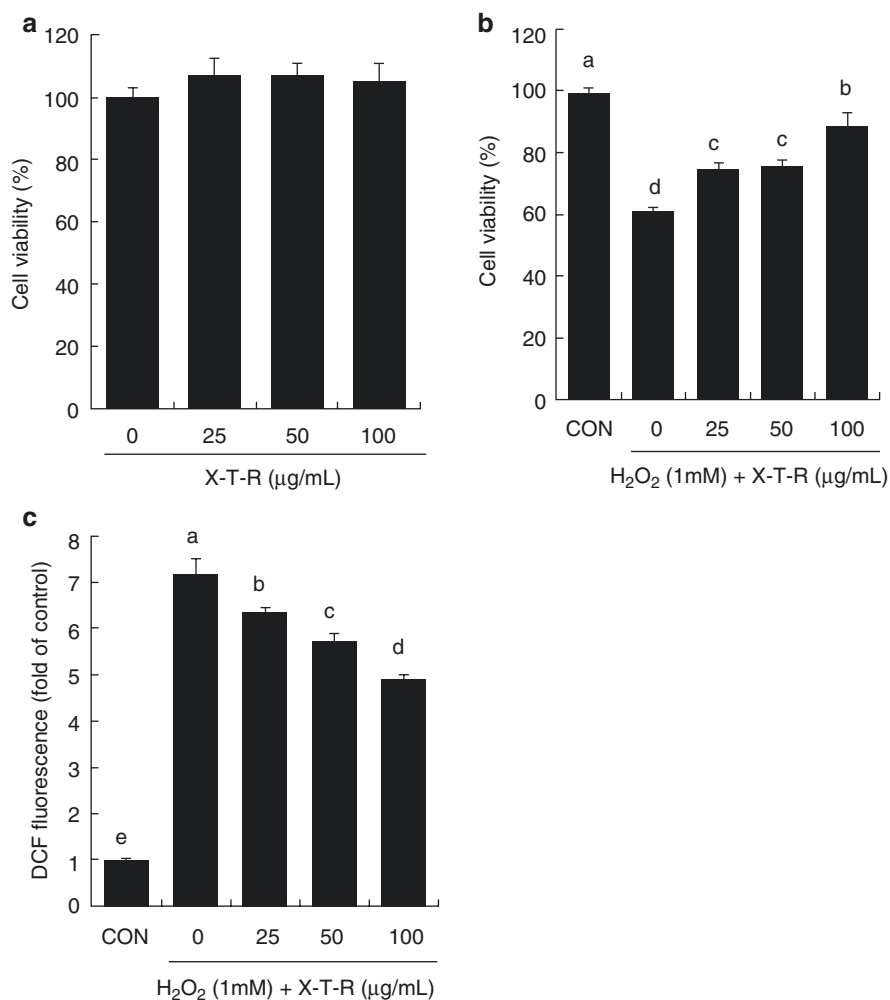 a
120
100
80
60
40
20
0
Cell viability (%)
0 25 50 100
X-T-R (μg/mL)
b
120
100
80
60
40
20
0
Cell viability (%)
a
d
c
c
b
CON 0 25 50 100
H₂O₂ (1mM) + X-T-R (μg/mL)
c
8
7
6
5
4
3
2
1
0
DCF fluorescence (fold of control)
e
a
b
c
d
CON 0 25 50 100
H₂O₂ (1mM) + X-T-R (μg/mL)